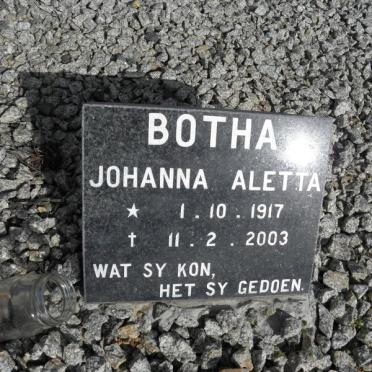 BOTHA
JOHANNA ALETTA
★ 1.10.1917
† 11.2.2003
WAT SY KON,
HET SY GEDOEN.